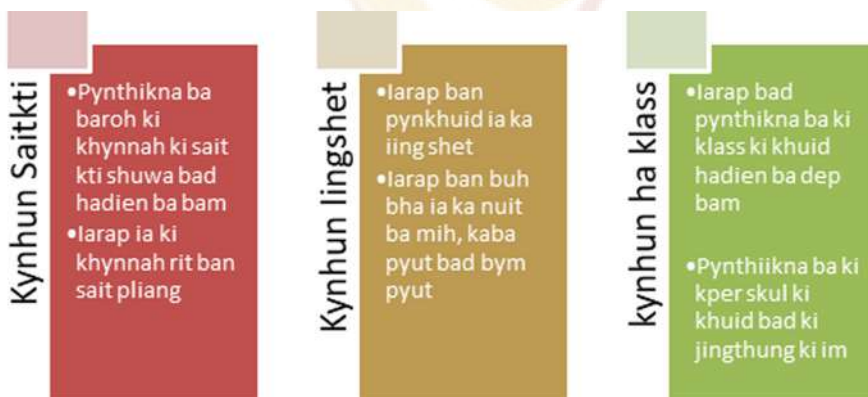 Kynhun Saitkti
•Pynthikna ba
baroh ki
khynnah ki sait
kti shuwa bad
hadien ba bam
•Iarap ia ki
khynnah rit ban
sait pliang
Kynhun Iingshet
•Iarap ban
pynkhuid ia ka
iing shet
•Iarap ban buh
bha ia ka nuit
ba mih, kaba
pyut bad bym
pyut
kynhun ha klass
•Iarap bad
pynthikna ba ki
klass ki khuid
hadien ba dep
bam
•Pynthiikna ba ki
kper skul ki
khuid bad ki
jingthung ki im